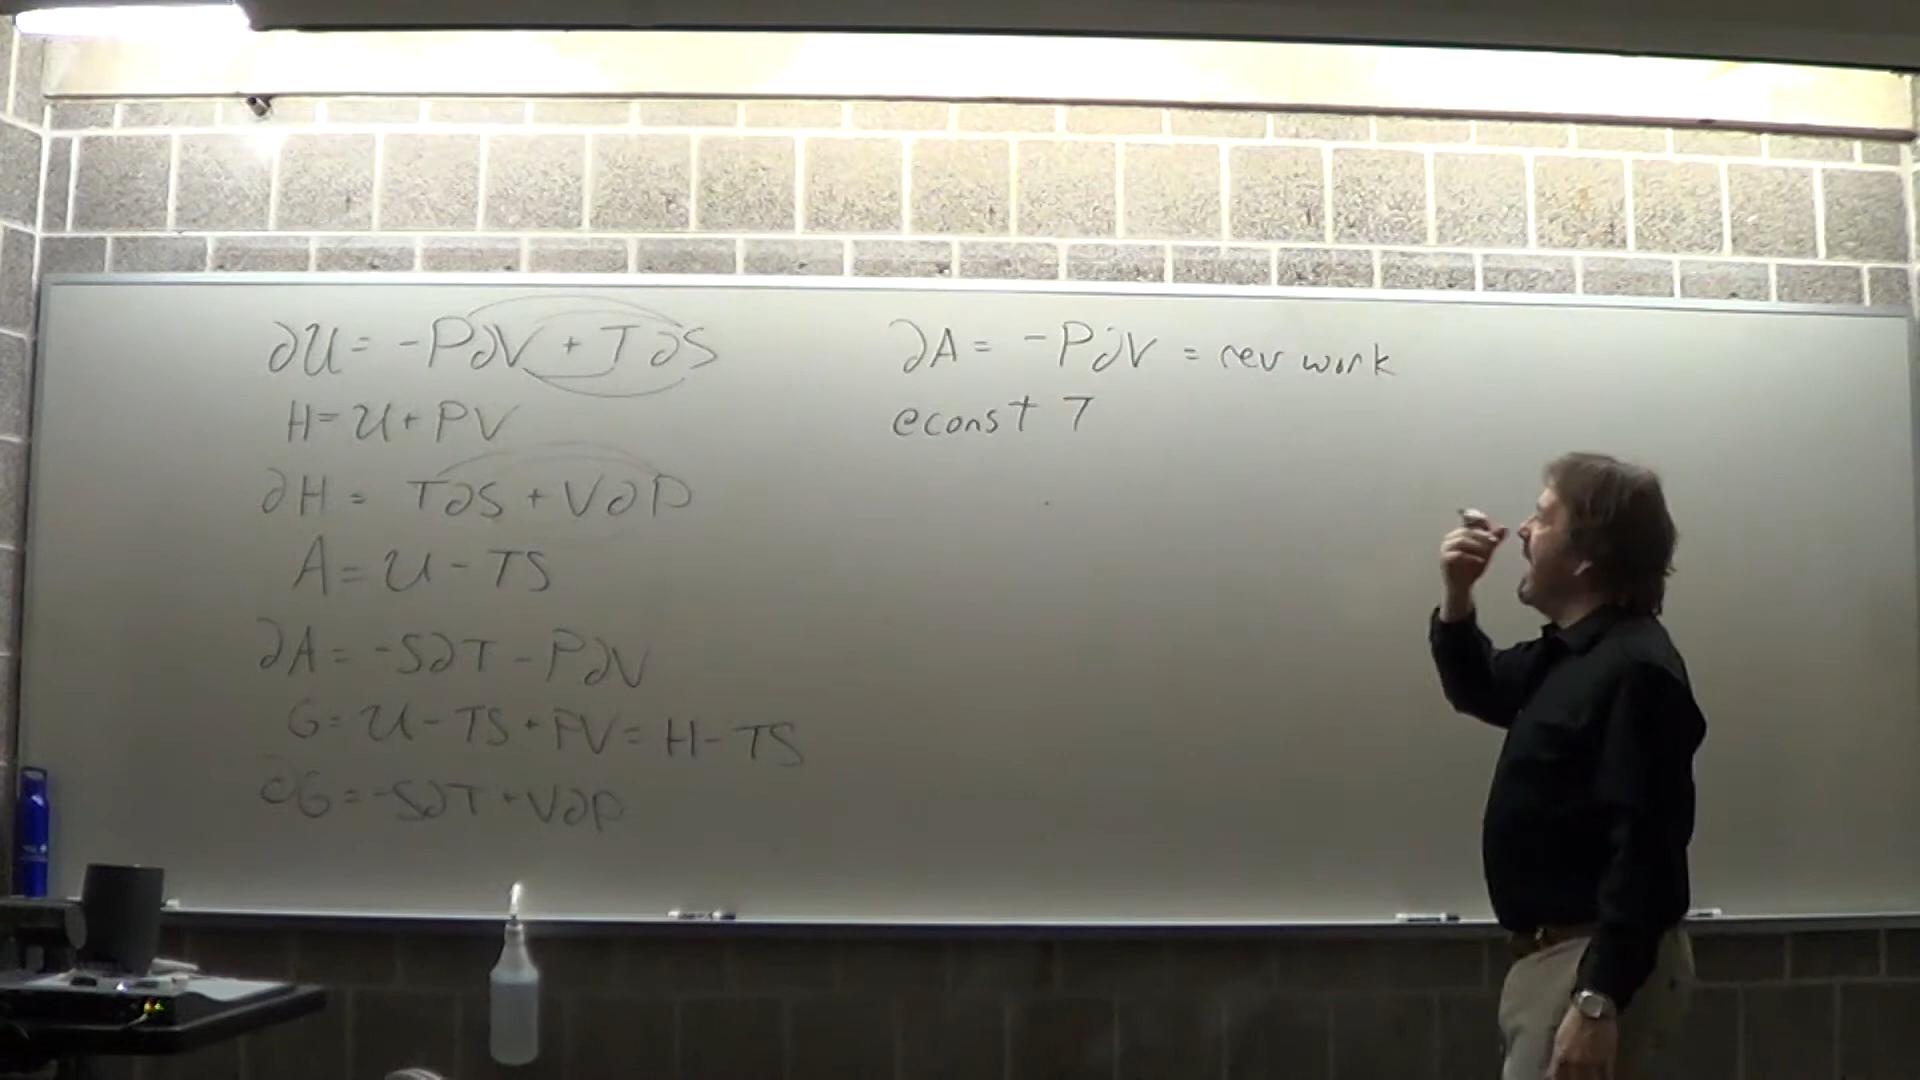 ∂U = -P∂V + T∂S
H = U + PV
∂H = T∂S + V∂P
A = U - TS
∂A = -S∂T - P∂V
G = U - TS + PV = H - TS
∂G = -S∂T + V∂P
∂A = -P∂V = rev work
@const T